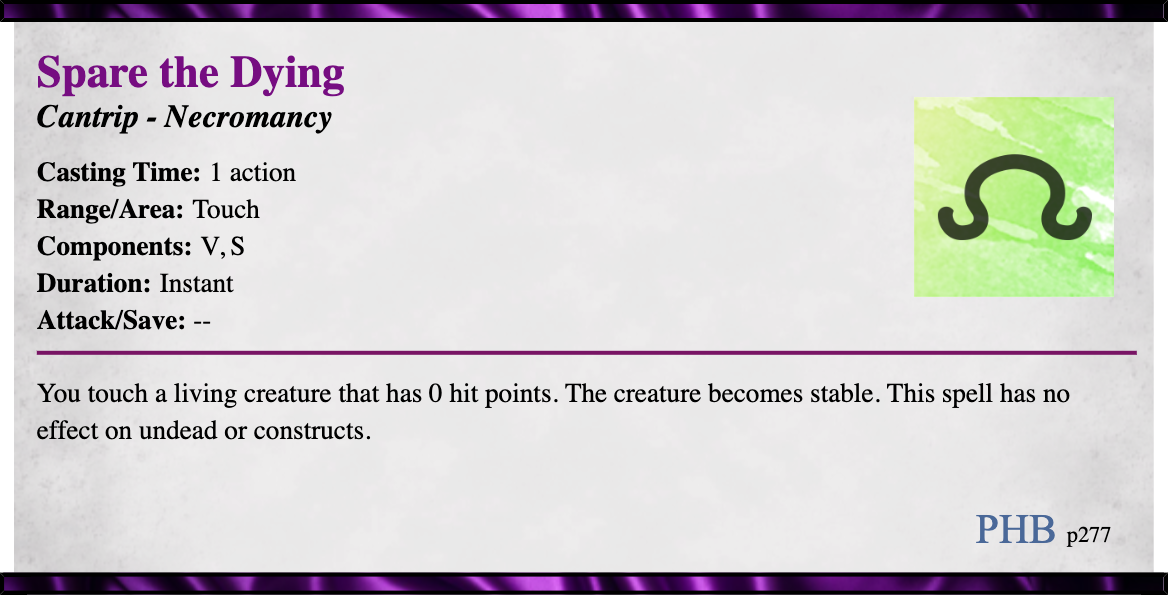 Spare the Dying
Cantrip - Necromancy
Casting Time: 1 action
Range/Area: Touch
Components: V, S
Duration: Instant
Attack/Save: --
You touch a living creature that has 0 hit points. The creature becomes stable. This spell has no
effect on undead or constructs.
PHB p277